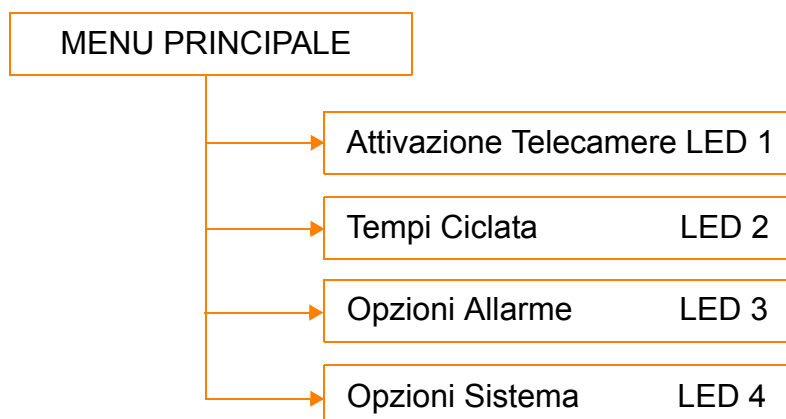 MENU PRINCIPALE
Attivazione Telecamere LED 1
Tempi Ciclata LED 2
Opzioni Allarme LED 3
Opzioni Sistema LED 4